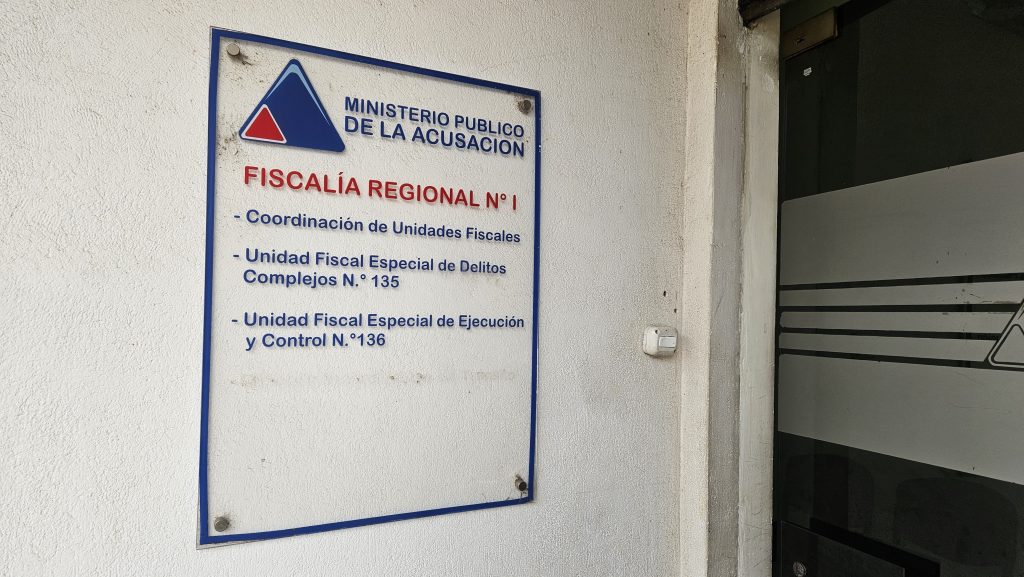 MINISTERIO PUBLICO
DE LA ACUSACION
FISCALÍA REGIONAL N° I
- Coordinación de Unidades Fiscales
- Unidad Fiscal Especial de Delitos
Complejos N.° 135
- Unidad Fiscal Especial de Ejecución
y Control N.°136